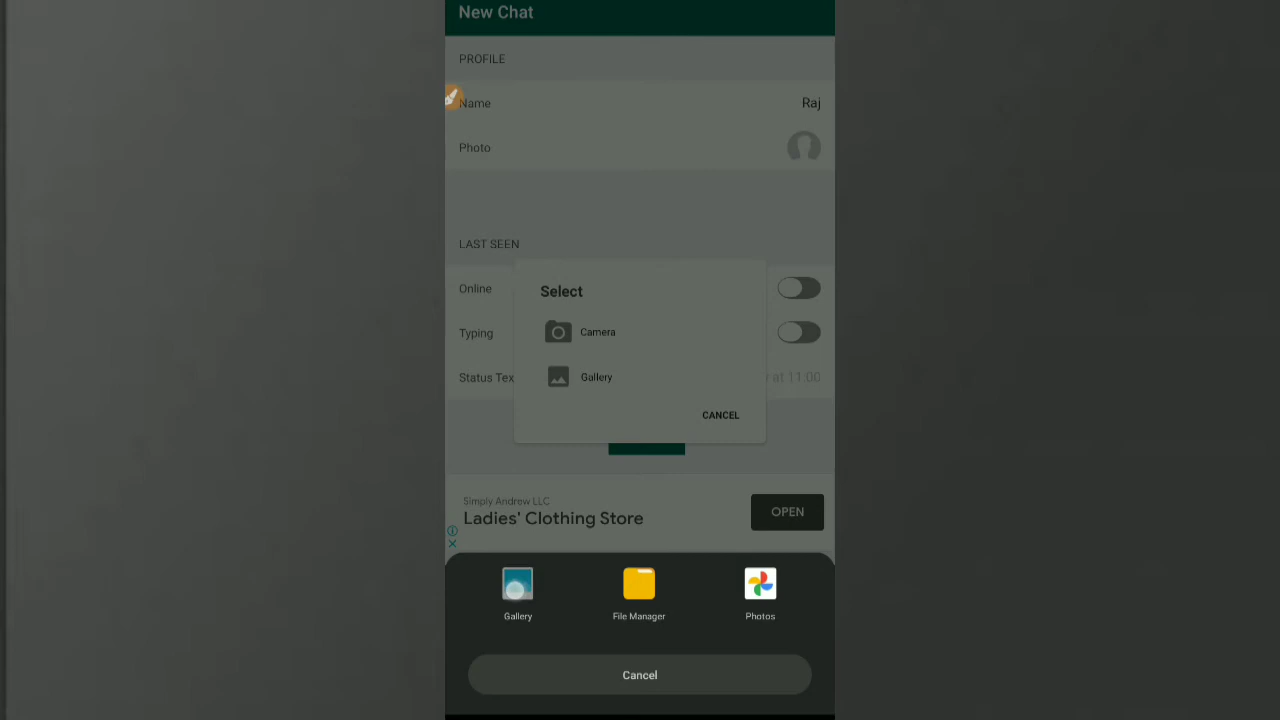 New Chat
PROFILE
Name
Raj
Photo
LAST SEEN
Online
Select
Camera
Typing
Gallery
Status Tex
at 11:00
CANCEL
Simply Andrew LLC
Ladies' Clothing Store
OPEN
Gallery
File Manager
Photos
Cancel